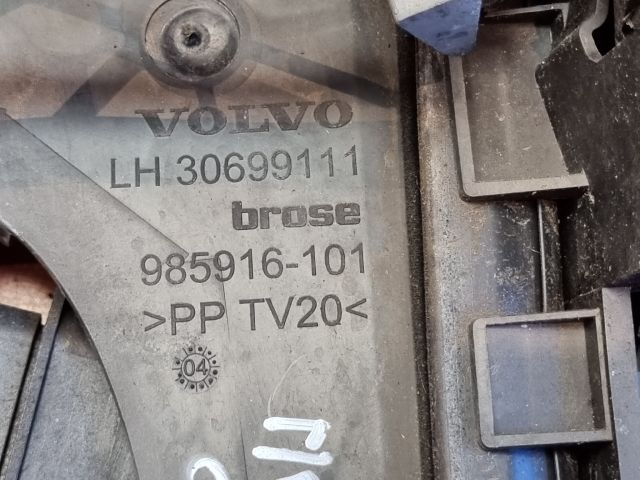 VOLVO
LH 30699111
brose
985916-101
>PP TV20<
04